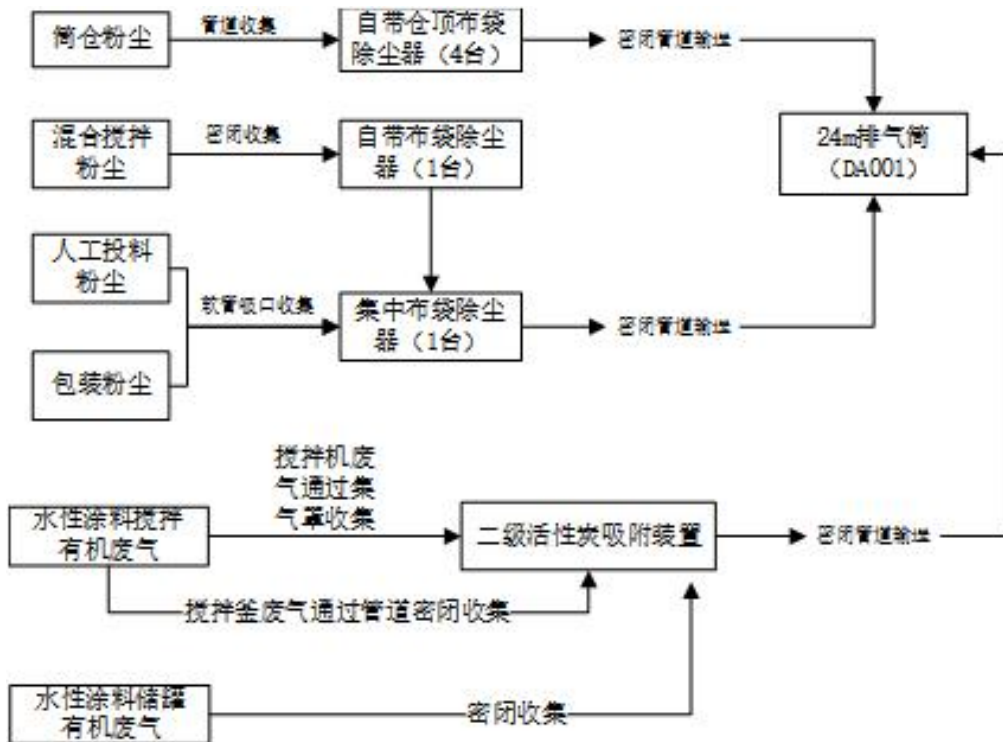 筒仓粉尘
管道收集
自带仓顶布袋
除尘器（4台）
密闭管道输埋
混合搅拌
粉尘
密闭收集
自带布袋除尘
器（1台）
24m排气筒
（DA001）
人工投料
粉尘
软管吸口收集
集中布袋除尘
器（1台）
密闭管道输埋
包装粉尘
搅拌机废
气通过集
气罩收集
水性涂料搅拌
有机废气
二级活性炭吸附装置
密闭管道输埋
搅拌釜废气通过管道密闭收集
水性涂料储罐
有机废气
密闭收集